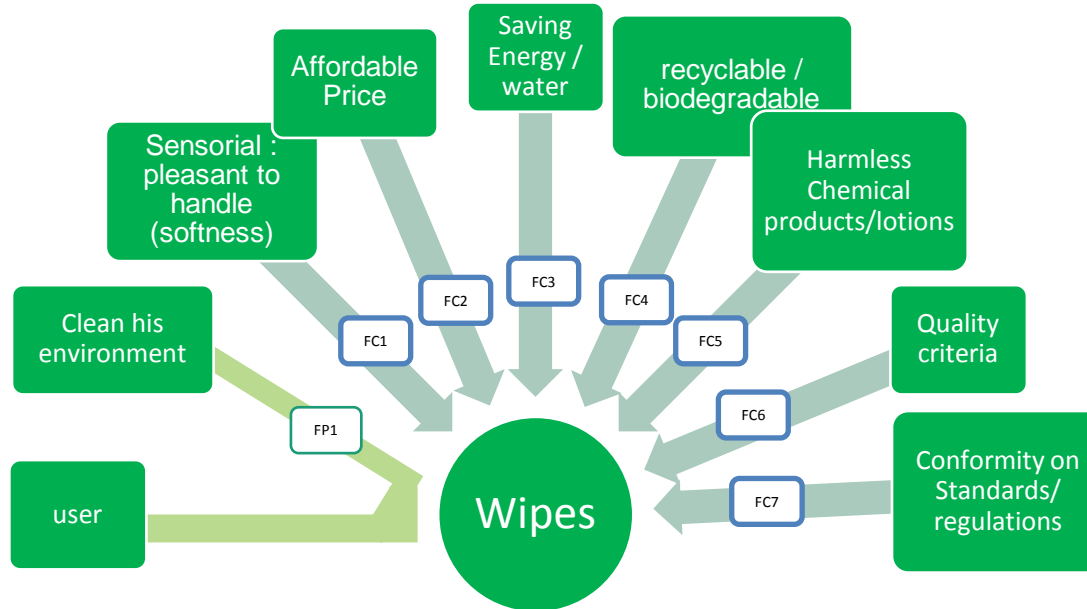 Saving
Energy /
water
Affordable
Price
recyclable /
biodegradable
Sensorial :
pleasant to
handle
(softness)
Harmless
Chemical
products/lotions
Clean his
environment
Quality
criteria
user
Conformity on
Standards/
regulations
FP1
FC1
FC2
FC3
FC4
FC5
FC6
FC7
Wipes